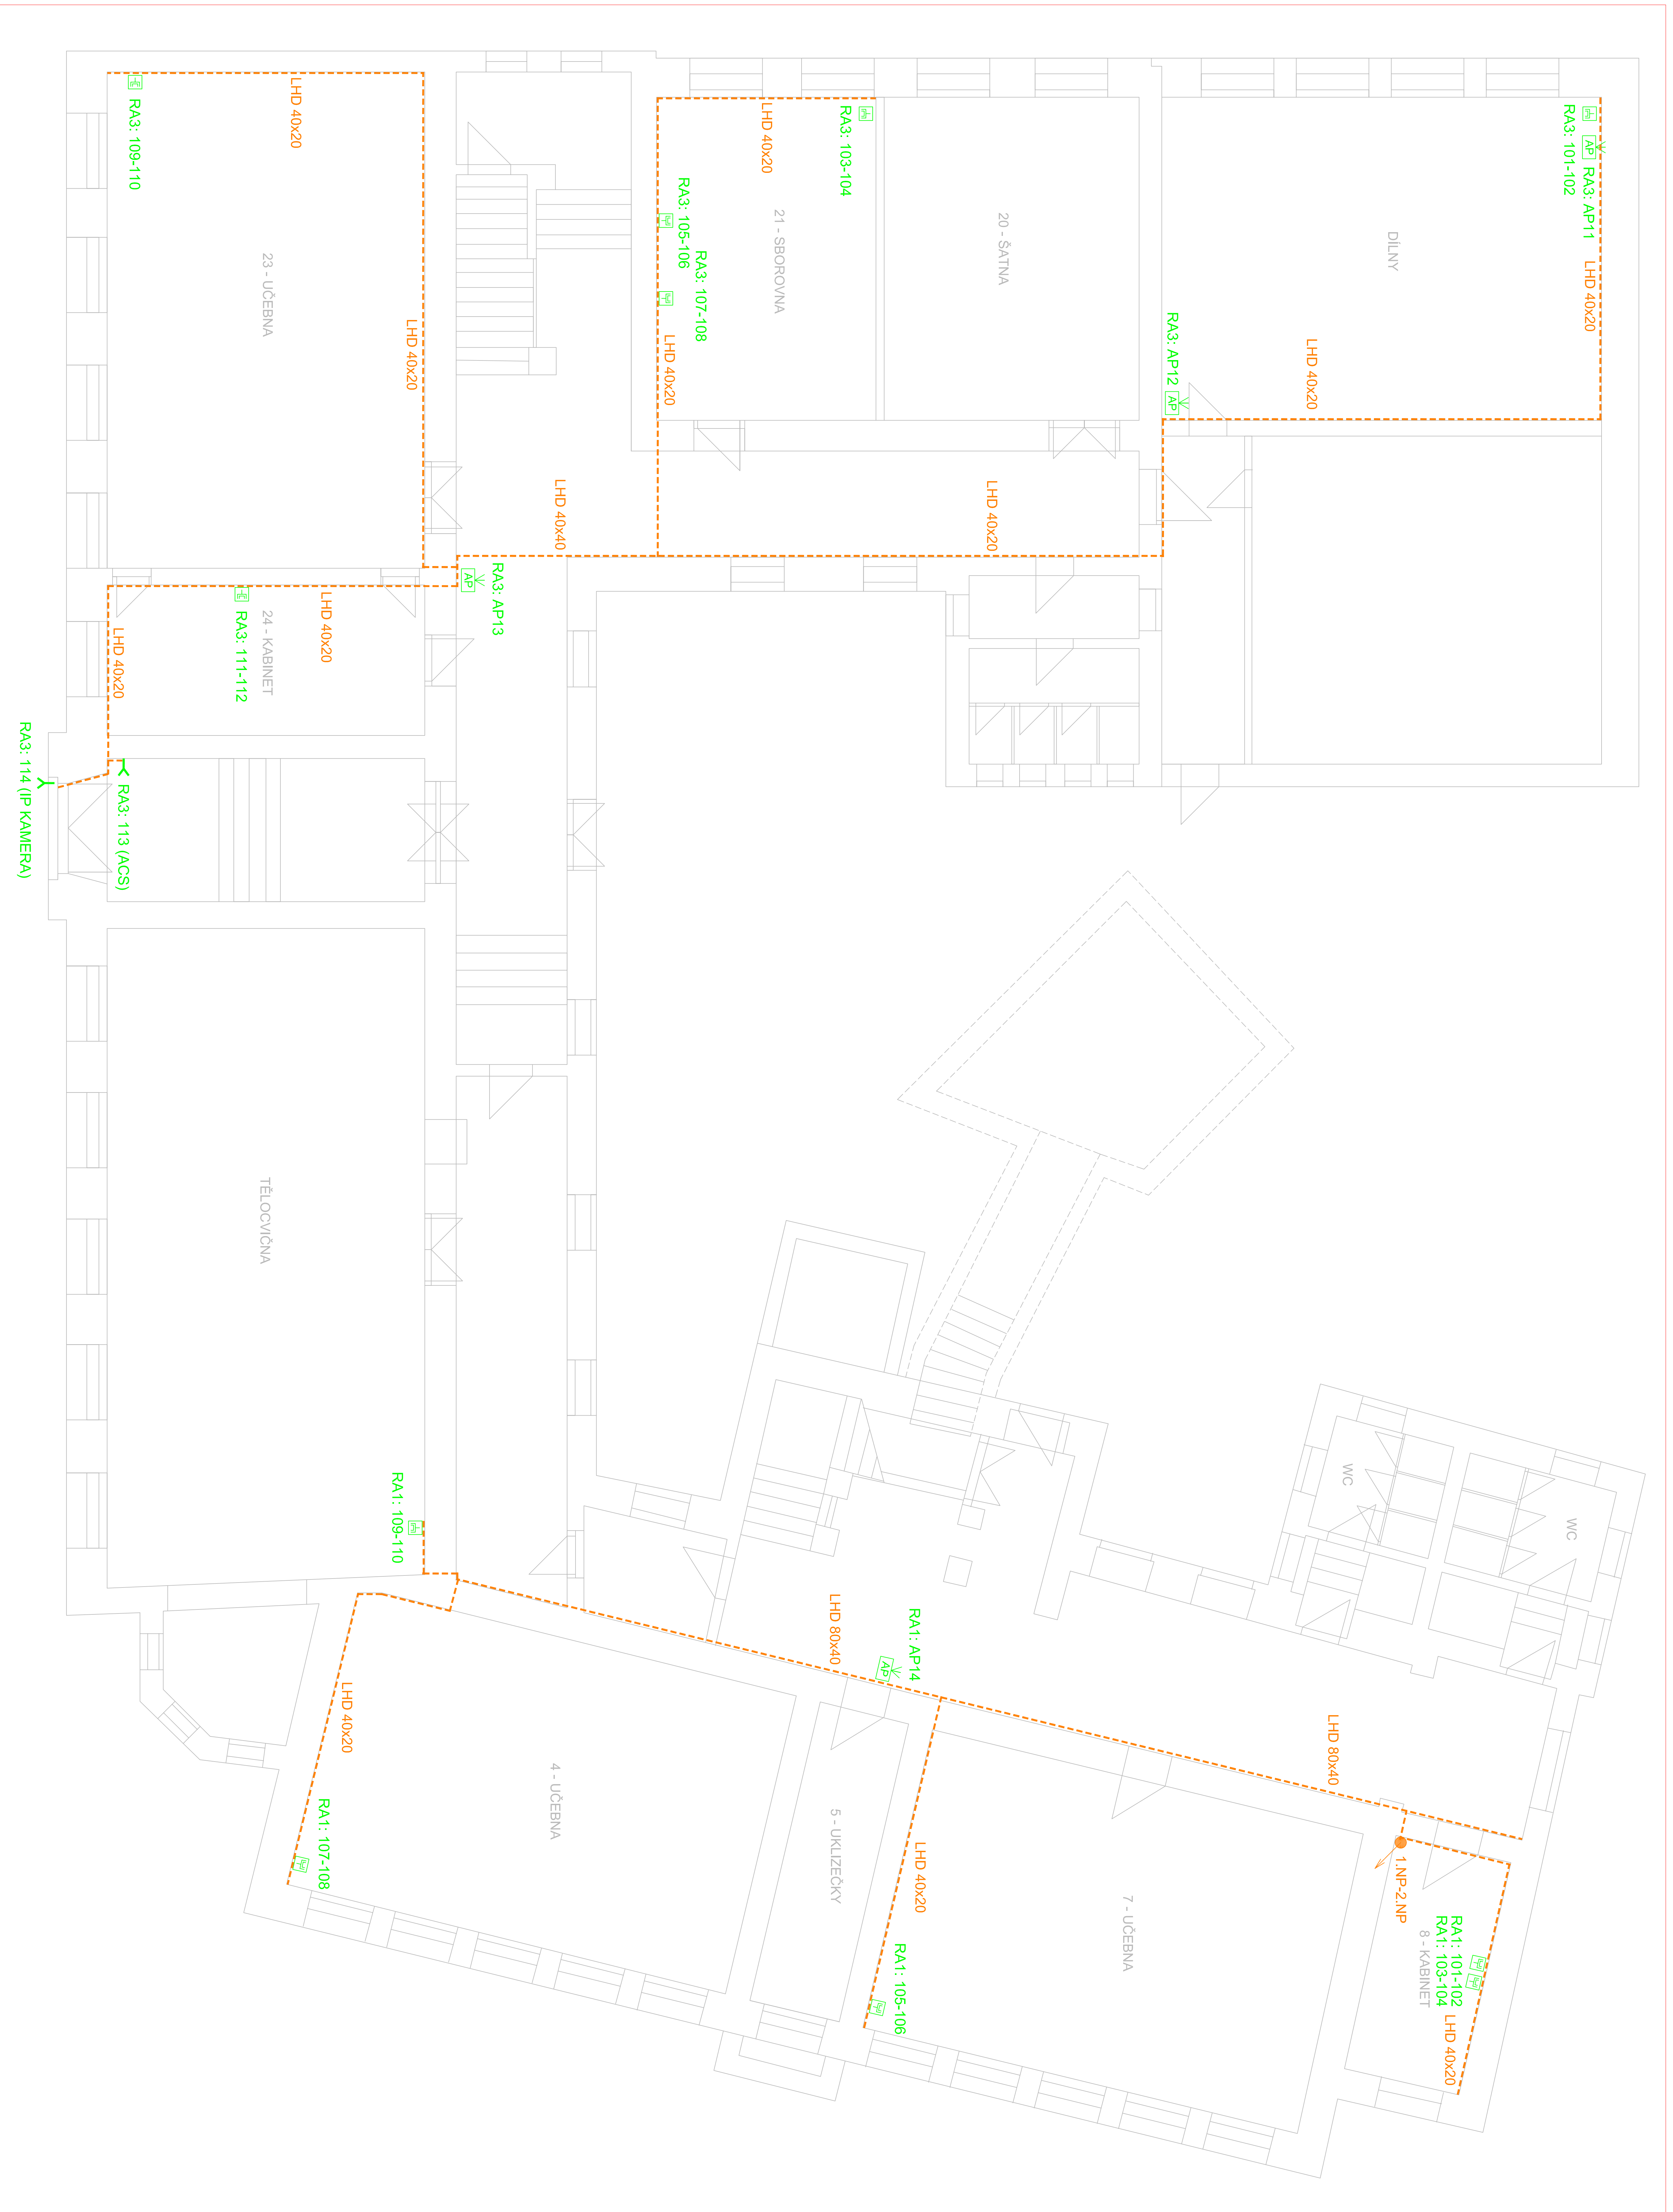 RA3: AP11
RA3: 101-102
LHD 40x20
DÍLNY
LHD 40x20
RA3: AP12
AP
AP
20 - ŠATNA
LHD 40x20
RA3: 103-104
LHD 40x20
21 - SBOROVNA
RA3: 107-108
RA3: 105-106
LHD 40x20
LHD 40x40
RA3: AP13
AP
LHD 40x20
RA3: 109-110
23 - UČEBNA
LHD 40x20
LHD 40x20
24 - KABINET
RA3: 111-112
LHD 40x20
RA3: 113 (ACS)
RA3: 114 (IP KAMERA)
TĚLOCVIČNA
RA1: 109-110
WC
WC
LHD 80x40
RA1: AP14
AP
LHD 80x40
1.NP-2.NP
RA1: 101-102
RA1: 103-104
8 - KABINET
LHD 40x20
7 - UČEBNA
LHD 40x20
RA1: 105-106
5 - UKLIZEČKY
4 - UČEBNA
LHD 40x20
RA1: 107-108